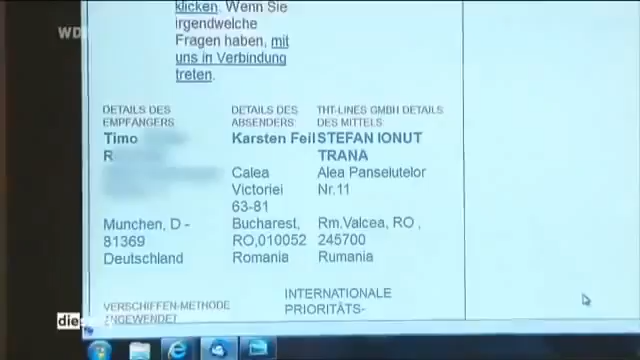 WDR
klicken. Wenn Sie
irgendwelche
Fragen haben, mit
uns in Verbindung
treten.
DETAILS DES
EMPFÄNGERS
Timo
R
Munchen, D -
81369
Deutschland
DETAILS DES
ABSENDERS:
Karsten Feil
Calea
Victoriei
63-81
Bucharest,
RO,010052
Romania
THT-LINES GMBH DETAILS
DES MITTELS:
STEFAN IONUT
TRANA
Alea Panselutelor
Nr.11
Rm.Valcea, RO ,
245700
Rumania
VERSCHIFFEN-METHODE
ANGEWENDET
INTERNATIONALE
PRIORITÄTS-
die